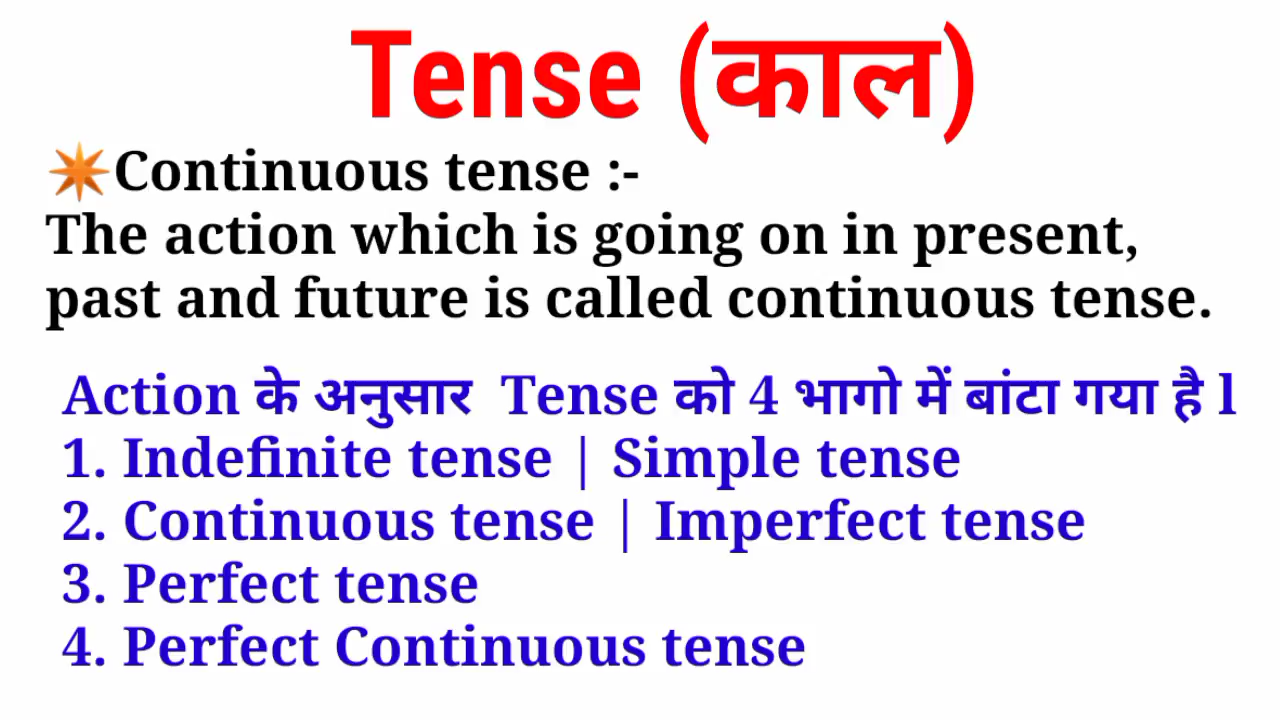 Tense (काल)
✴Continuous tense :-
The action which is going on in present,
past and future is called continuous tense.
Action के अनुसार Tense को 4 भागो में बांटा गया है l
1. Indefinite tense | Simple tense
2. Continuous tense | Imperfect tense
3. Perfect tense
4. Perfect Continuous tense